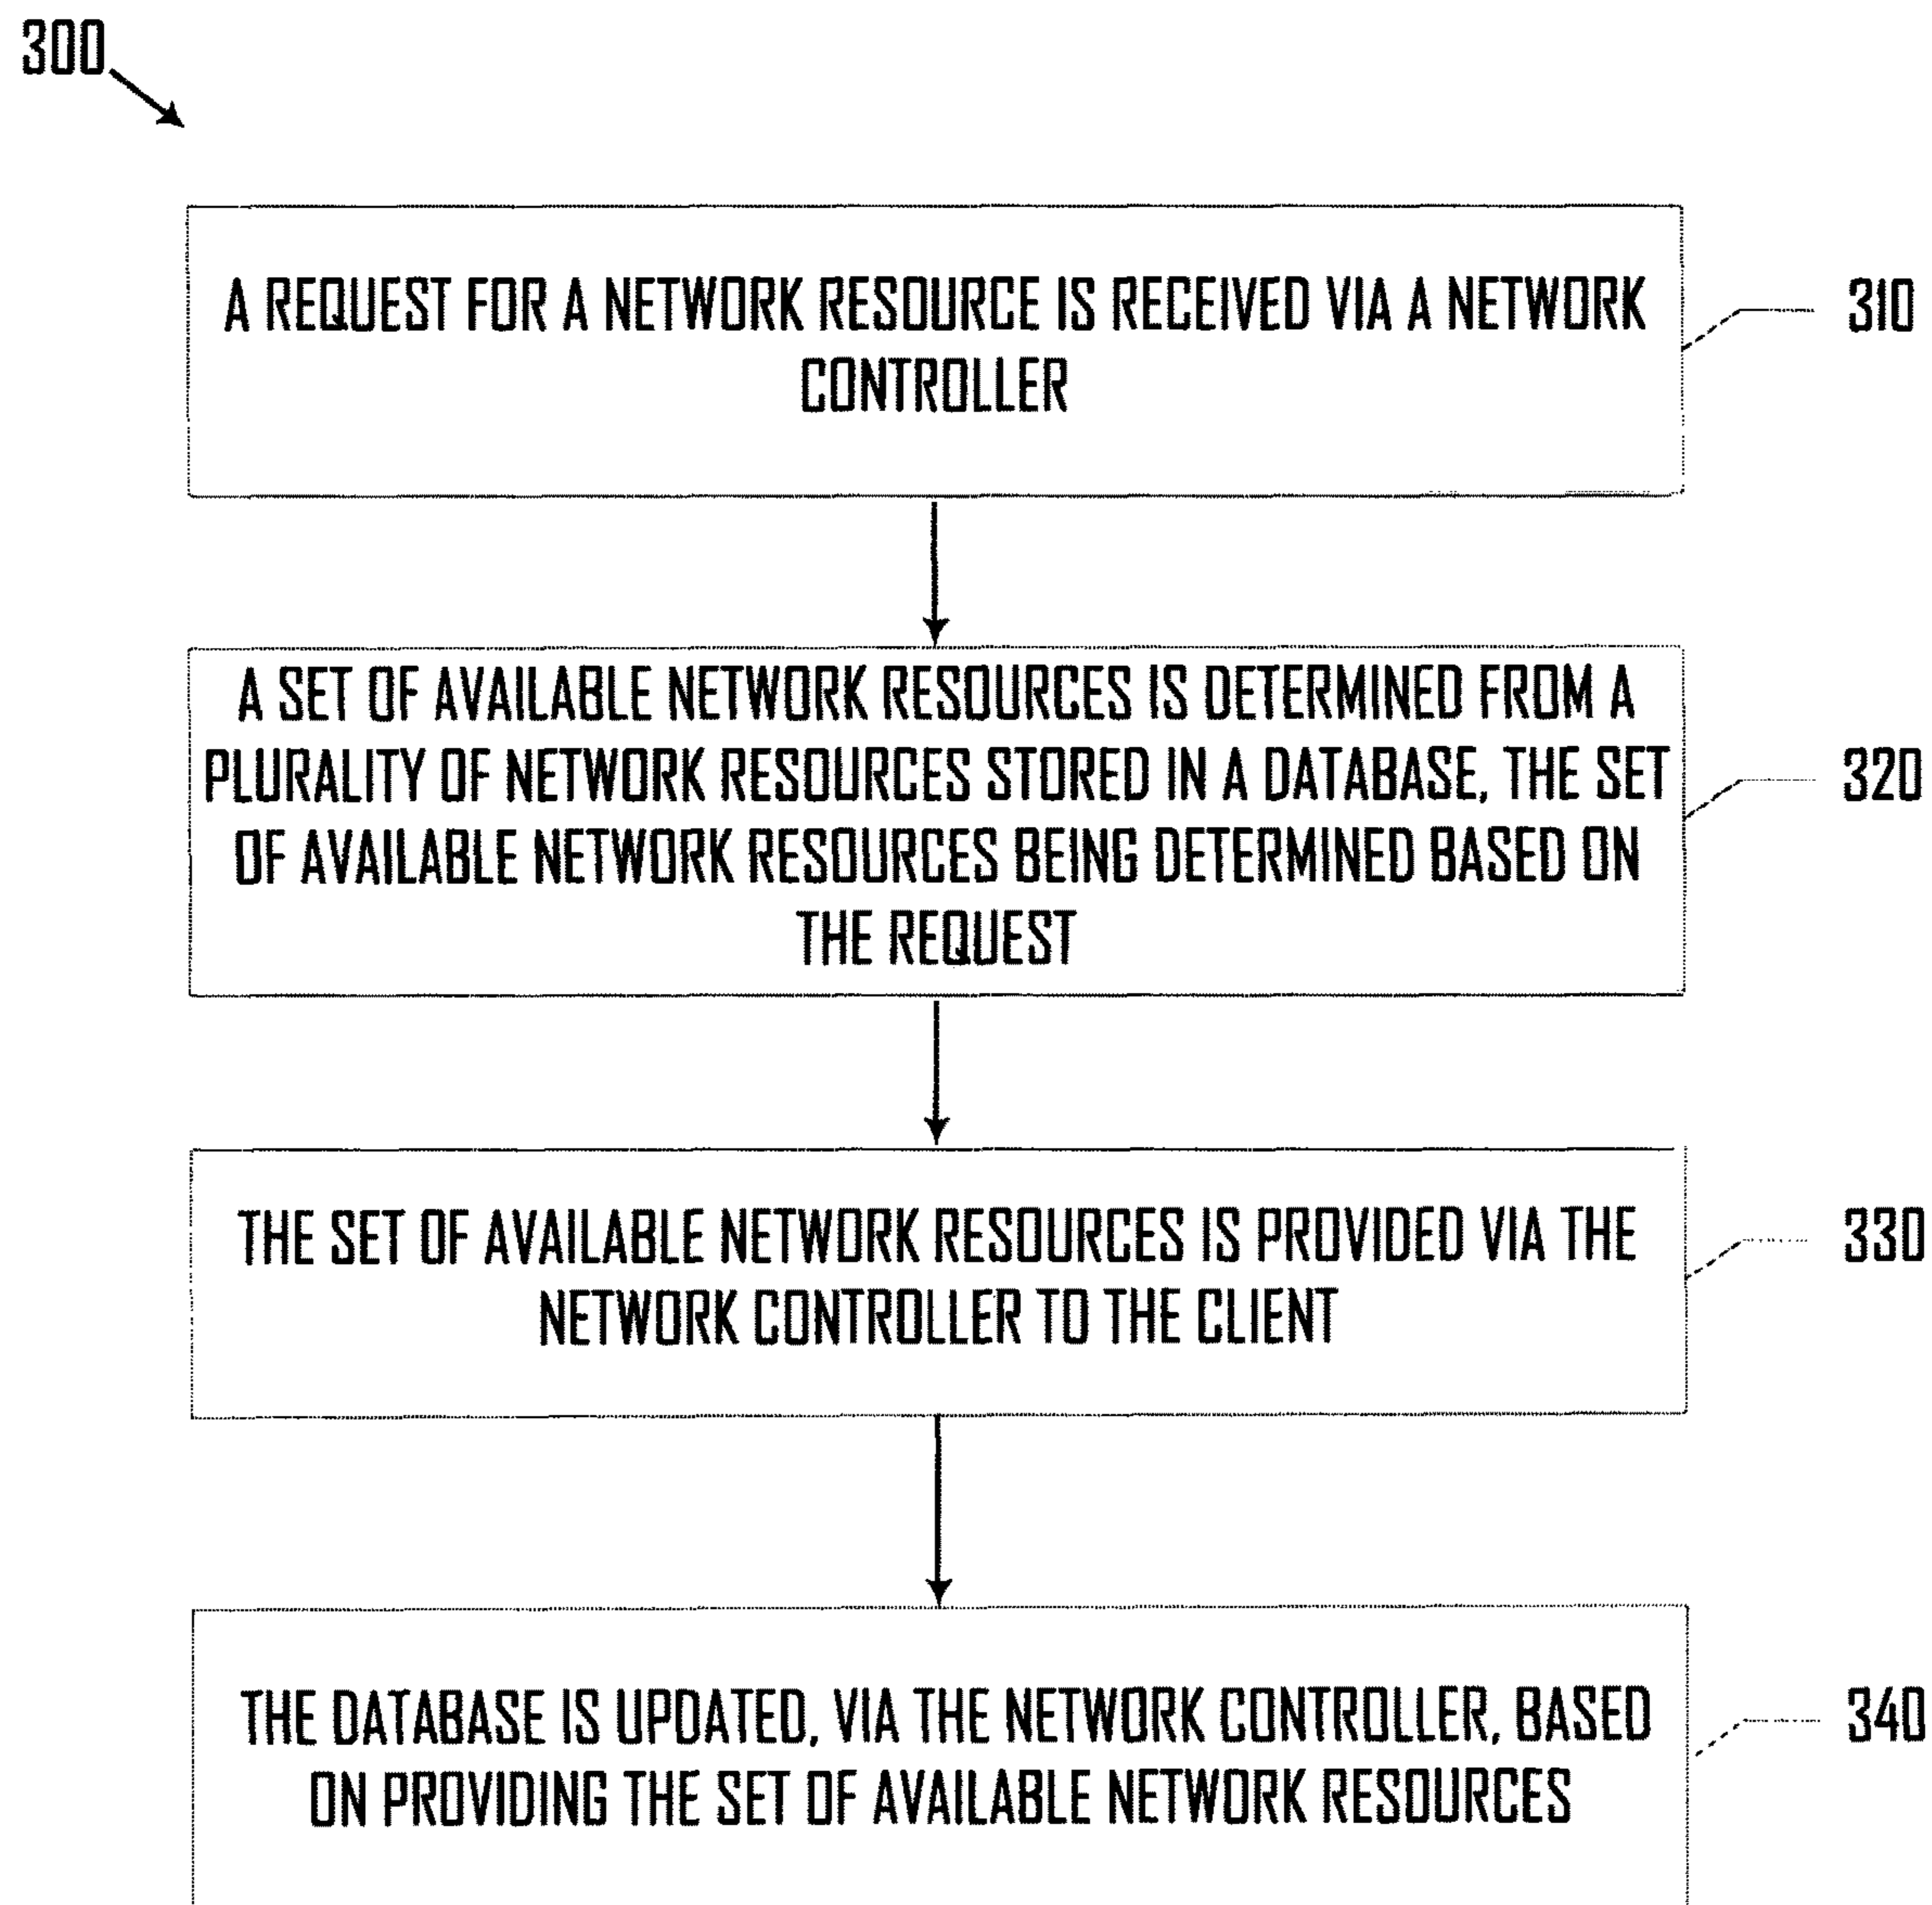 300
A REQUEST FOR A NETWORK RESOURCE IS RECEIVED VIA A NETWORK
CONTROLLER
310
A SET OF AVAILABLE NETWORK RESOURCES IS DETERMINED FROM A
PLURALITY OF NETWORK RESOURCES STORED IN A DATABASE, THE SET
OF AVAILABLE NETWORK RESOURCES BEING DETERMINED BASED ON
THE REQUEST
320
THE SET OF AVAILABLE NETWORK RESOURCES IS PROVIDED VIA THE
NETWORK CONTROLLER TO THE CLIENT
330
THE DATABASE IS UPDATED, VIA THE NETWORK CONTROLLER, BASED
ON PROVIDING THE SET OF AVAILABLE NETWORK RESOURCES
340